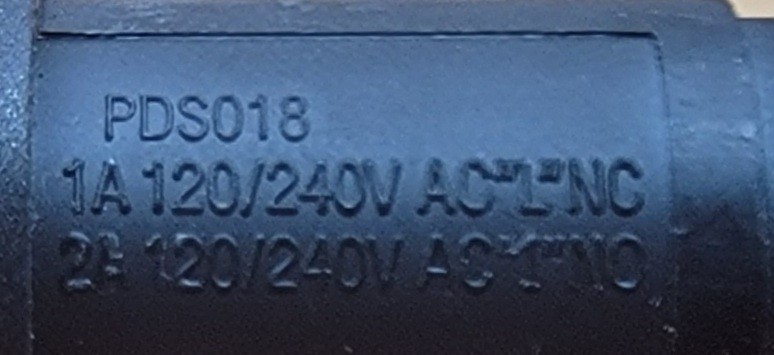 PDS018
1A 120/240V AC"L"NC
2A 120/240V AC"L"NO